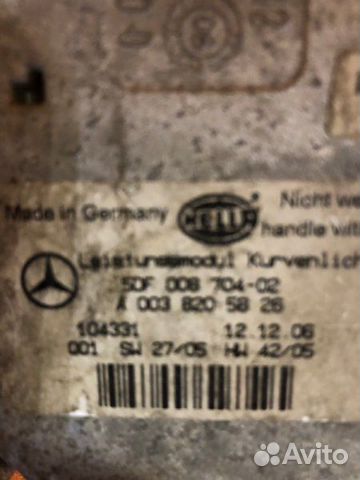 Made in Germany HELLA Nicht we
handle wit
Leistungsmodul Kurvenlich
5DF 008 704-02
A 003 820 58 26
104331 12.12.06
001 SW 27/05 HW 42/05
Avito